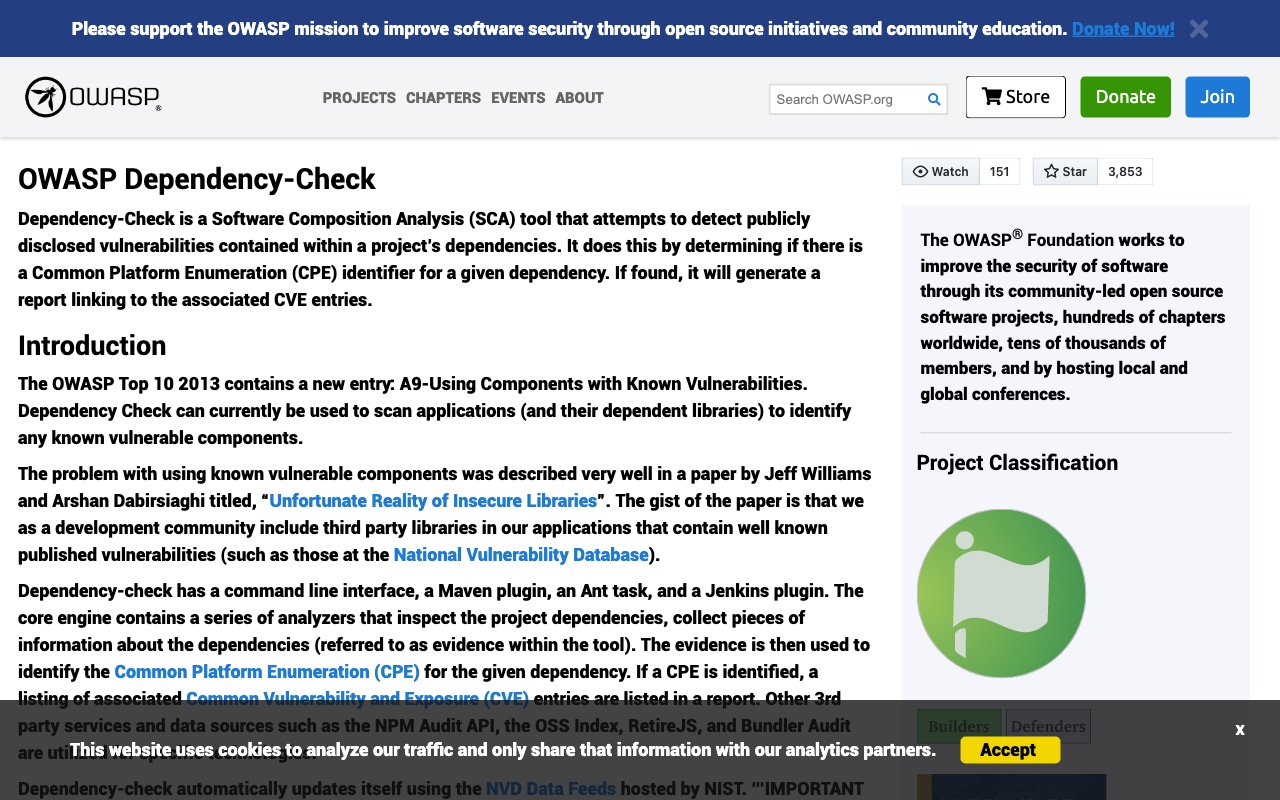 Please support the OWASP mission to improve software security through open source initiatives and community education. Donate Now!
OWASP®
PROJECTS CHAPTERS EVENTS ABOUT
Search OWASP.org
Store
Donate
Join
OWASP Dependency-Check
Dependency-Check is a Software Composition Analysis (SCA) tool that attempts to detect publicly
disclosed vulnerabilities contained within a project's dependencies. It does this by determining if there is
a Common Platform Enumeration (CPE) identifier for a given dependency. If found, it will generate a
report linking to the associated CVE entries.
Introduction
The OWASP Top 10 2013 contains a new entry: A9-Using Components with Known Vulnerabilities.
Dependency Check can currently be used to scan applications (and their dependent libraries) to identify
any known vulnerable components.
The problem with using known vulnerable components was described very well in a paper by Jeff Williams
and Arshan Dabirsiaghi titled, “Unfortunate Reality of Insecure Libraries”. The gist of the paper is that we
as a development community include third party libraries in our applications that contain well known
published vulnerabilities (such as those at the National Vulnerability Database).
Dependency-check has a command line interface, a Maven plugin, an Ant task, and a Jenkins plugin. The
core engine contains a series of analyzers that inspect the project dependencies, collect pieces of
information about the dependencies (referred to as evidence within the tool). The evidence is then used to
identify the Common Platform Enumeration (CPE) for the given dependency. If a CPE is identified, a
listing of associated Common Vulnerability and Exposure (CVE) entries are listed in a report. Other 3rd
party services and data sources such as the NPM Audit API, the OSS Index, RetireJS, and Bundler Audit
are
Dependency-check automatically updates itself using the NVD Data Feeds hosted by NIST. ‘’‘IMPORTANT
Watch 151
Star 3,853
The OWASP® Foundation works to
improve the security of software
through its community-led open source
software projects, hundreds of chapters
worldwide, tens of thousands of
members, and by hosting local and
global conferences.
Project Classification
Builders Defenders
This website uses cookies to analyze our traffic and only share that information with our analytics partners.
Accept
x